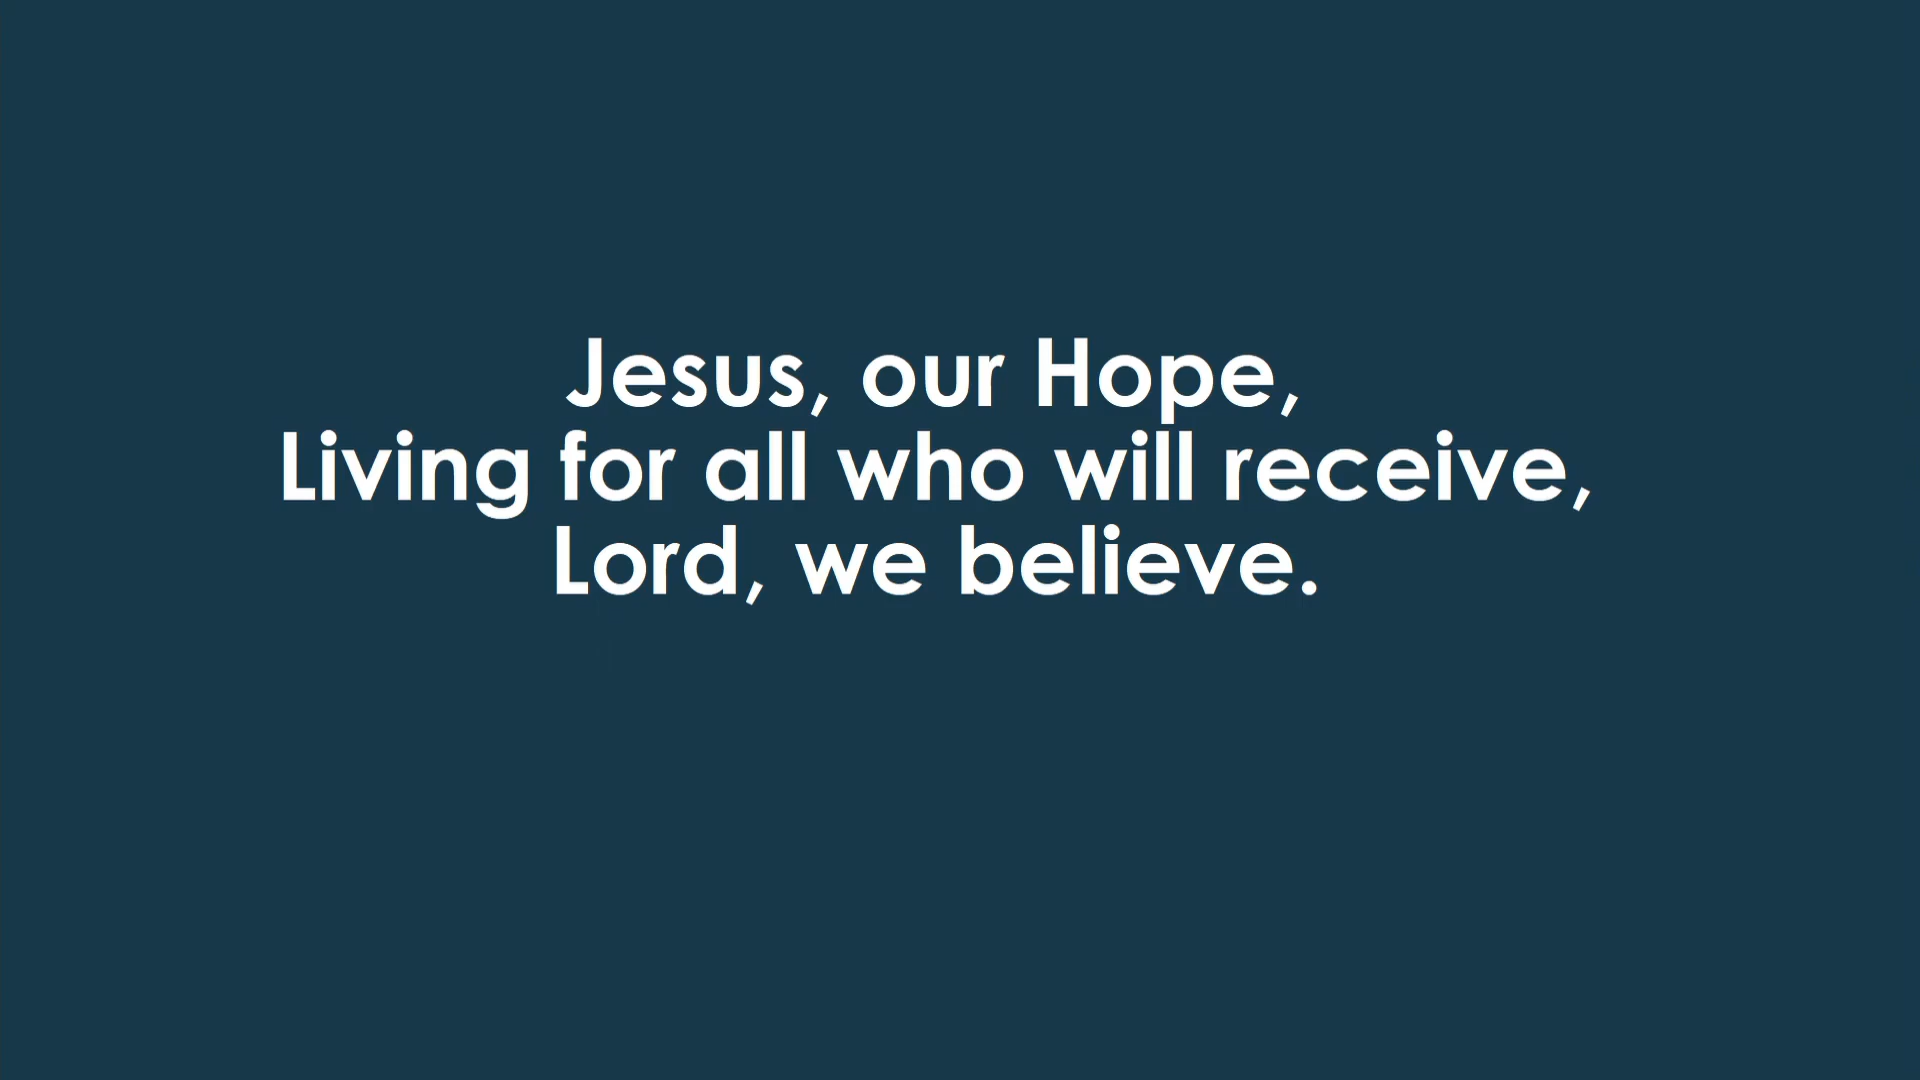 Jesus, our Hope,
Living for all who will receive,
Lord, we believe.